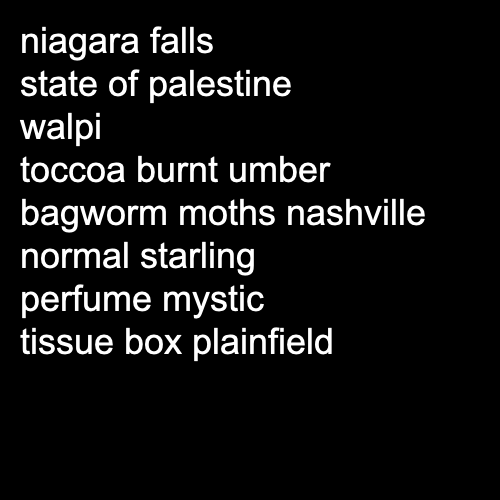 niagara falls
state of palestine
walpi
toccoa burnt umber
bagworm moths nashville
normal starling
perfume mystic
tissue box plainfield